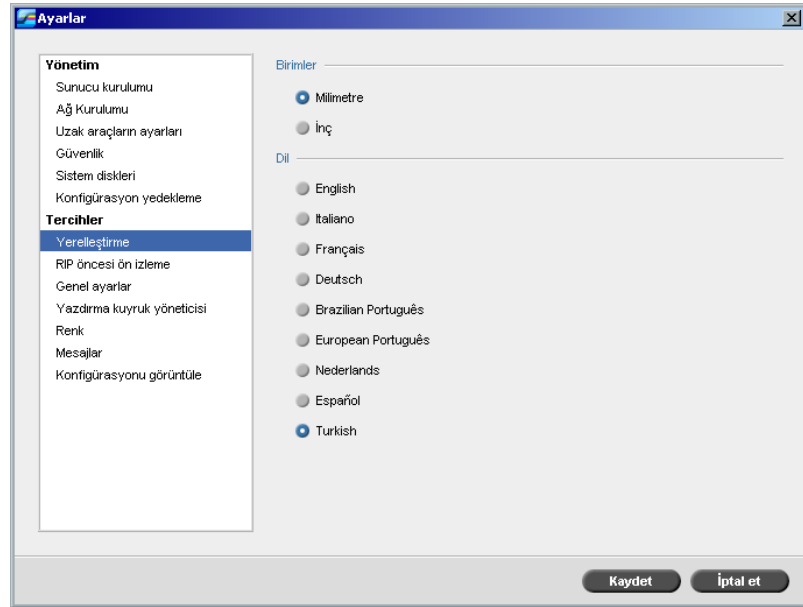 Ayarlar
Yönetim
Sunucu kurulumu
Ağ Kurulumu
Uzak araçların ayarları
Güvenlik
Sistem diskleri
Konfigürasyon yedekleme
Tercihler
Yerelleştirme
RIP öncesi ön izleme
Genel ayarlar
Yazdırma kuyruk yöneticisi
Renk
Mesajlar
Konfigürasyonu görüntüle
Birimler
Milimetre
İnç
Dil
English
Italiano
Français
Deutsch
Brazilian Português
European Português
Nederlands
Español
Turkish
Kaydet
İptal et